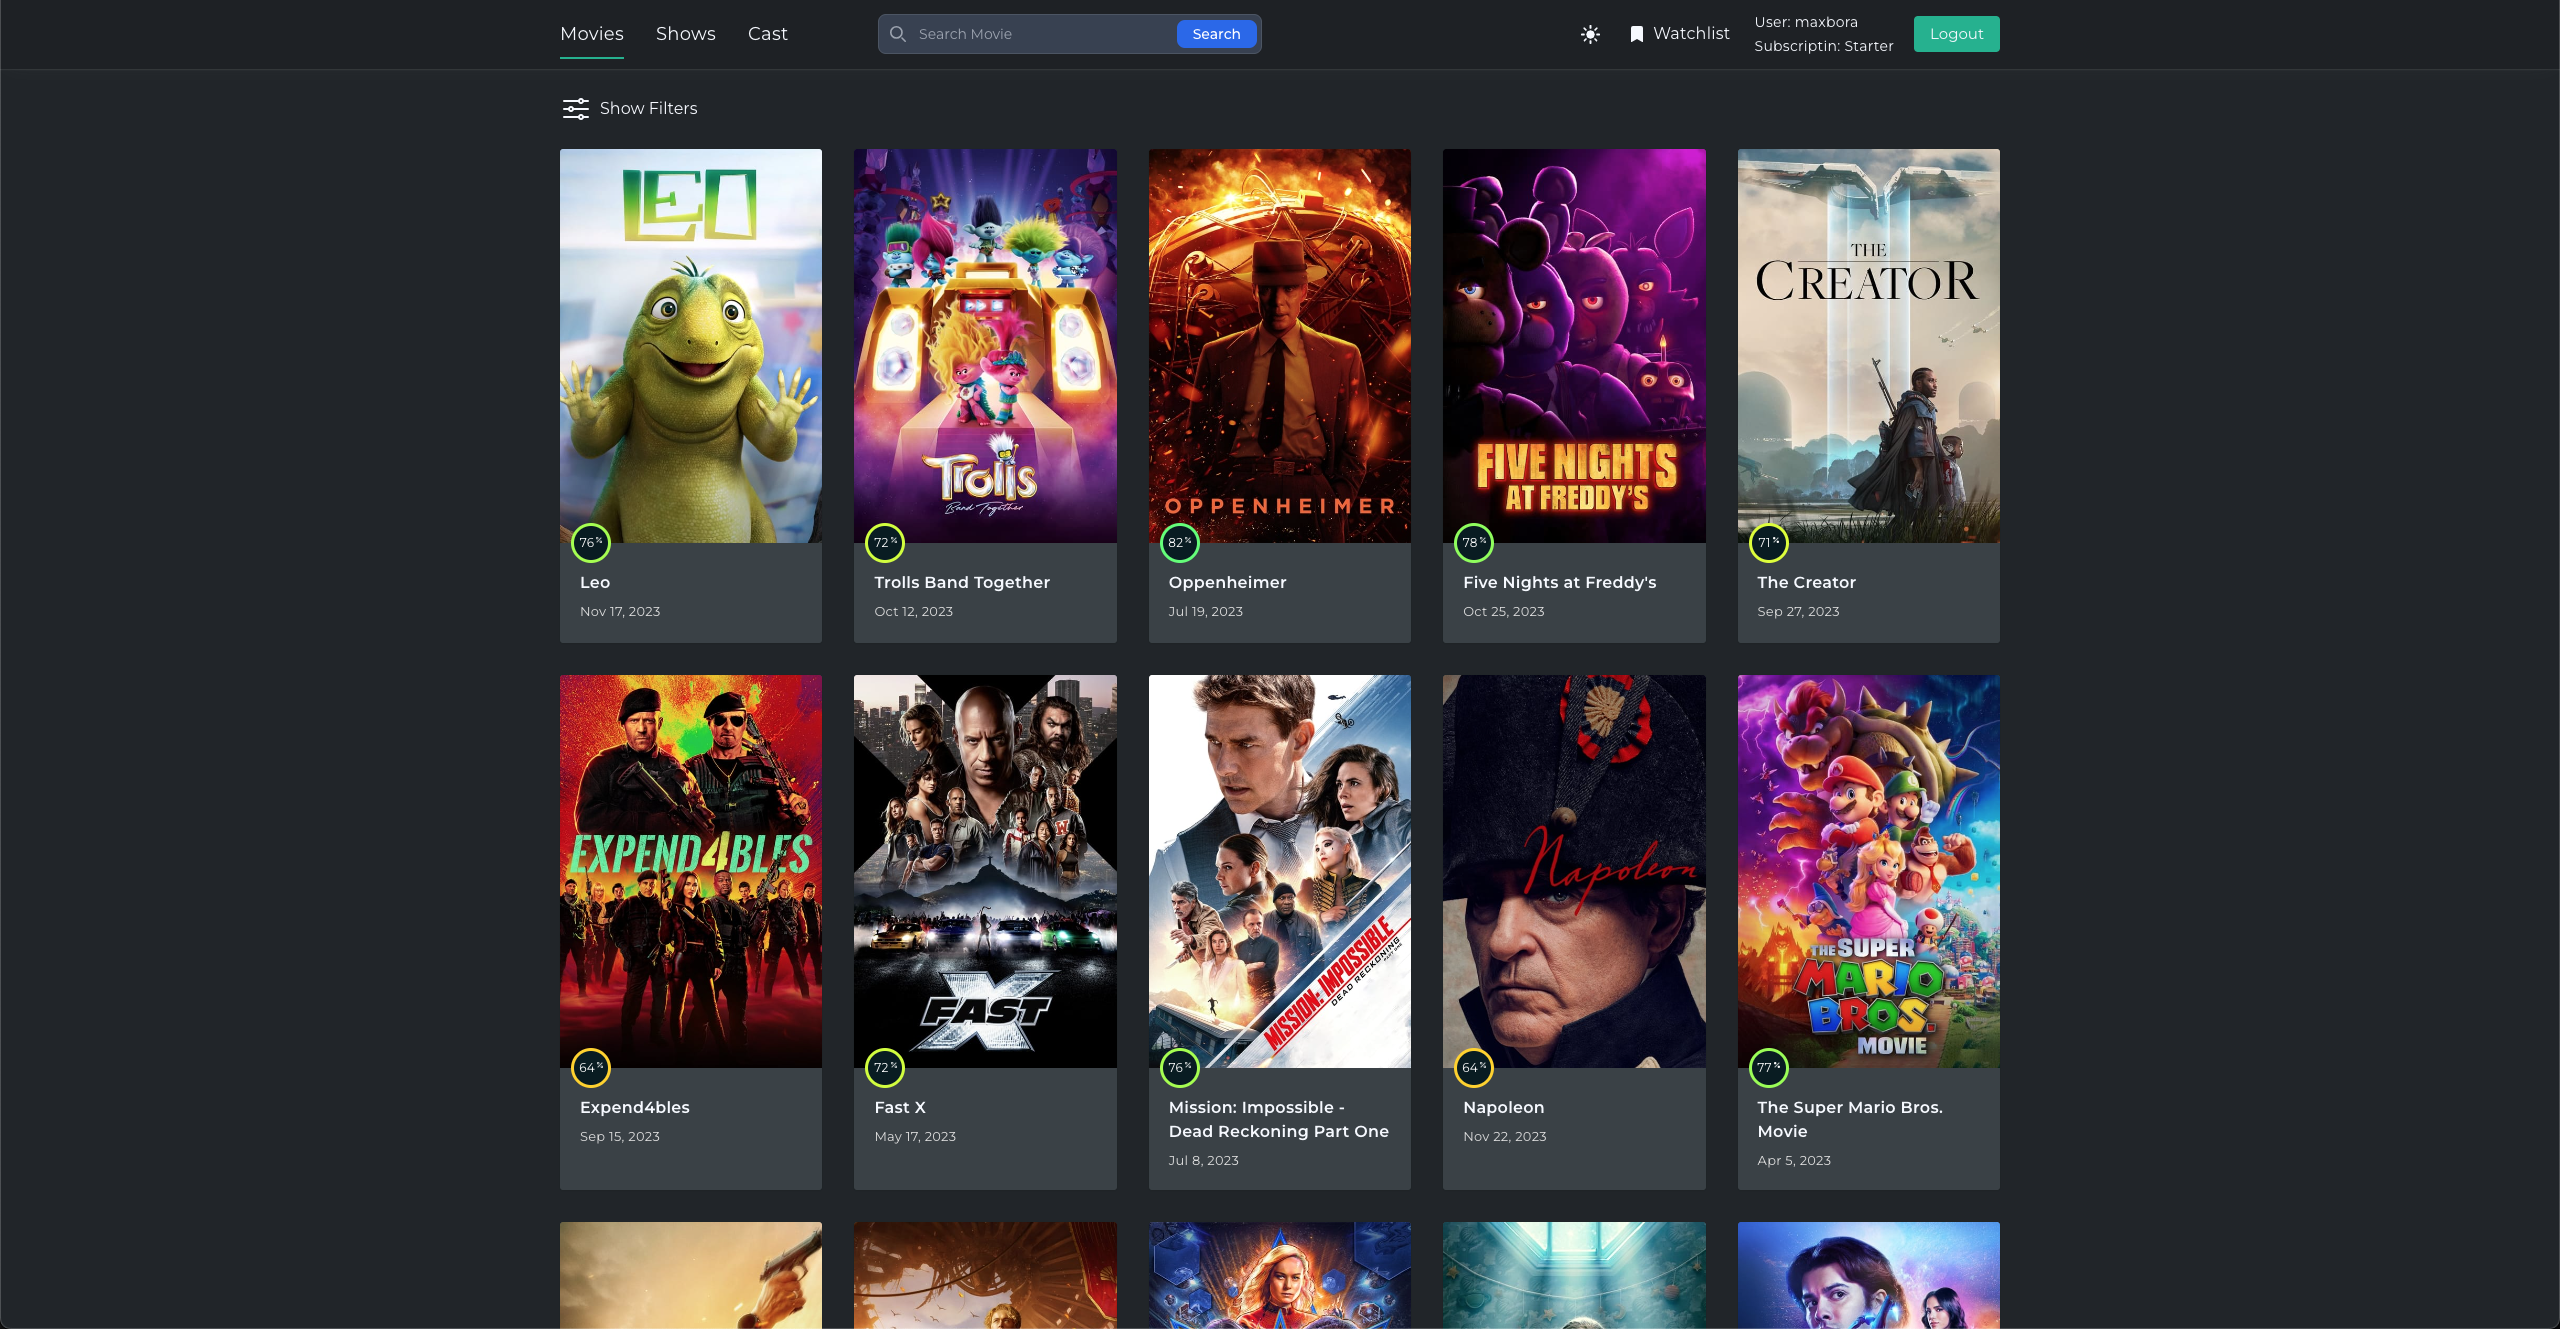 Movies
Shows
Cast
Search Movie
Search
Watchlist
User: maxbora
Subscriptin: Starter
Logout
Show Filters
LEO
Trolls
Band Together
OPPENHEIMER
FIVE NIGHTS
AT FREDDY'S
THE
CREATOR
76%
72%
82%
78%
71%
Leo
Trolls Band Together
Oppenheimer
Five Nights at Freddy's
The Creator
Nov 17, 2023
Oct 12, 2023
Jul 19, 2023
Oct 25, 2023
Sep 27, 2023
EXPEND4BLES
FAST
X
MISSION: IMPOSSIBLE
DEAD RECKONING
PART ONE
Napoleon
THE SUPER
MARIO
BROS.
MOVIE
64%
72%
76%
64%
77%
Expend4bles
Fast X
Mission: Impossible -
Dead Reckoning Part One
Napoleon
The Super Mario Bros.
Movie
Sep 15, 2023
May 17, 2023
Jul 8, 2023
Nov 22, 2023
Apr 5, 2023